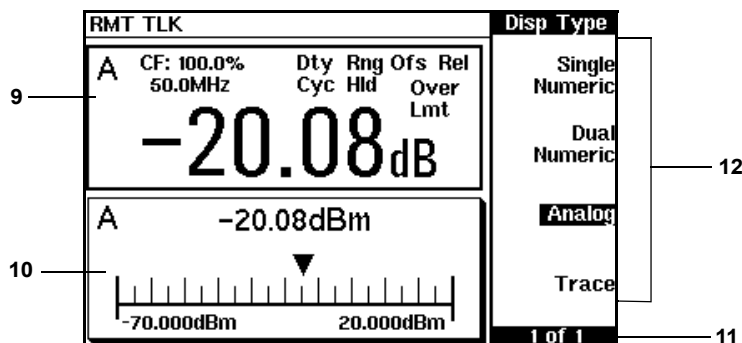 RMT TLK
Disp Type
A
CF: 100.0%
50.0MHz
Dty Rng Ofs Rel
Cyc Hld Over
Lmt
-20.08dB
9
Single
Numeric
Dual
Numeric
Analog
Trace
12
A
-20.08dBm
10
-70.000dBm
20.000dBm
1 of 1
11